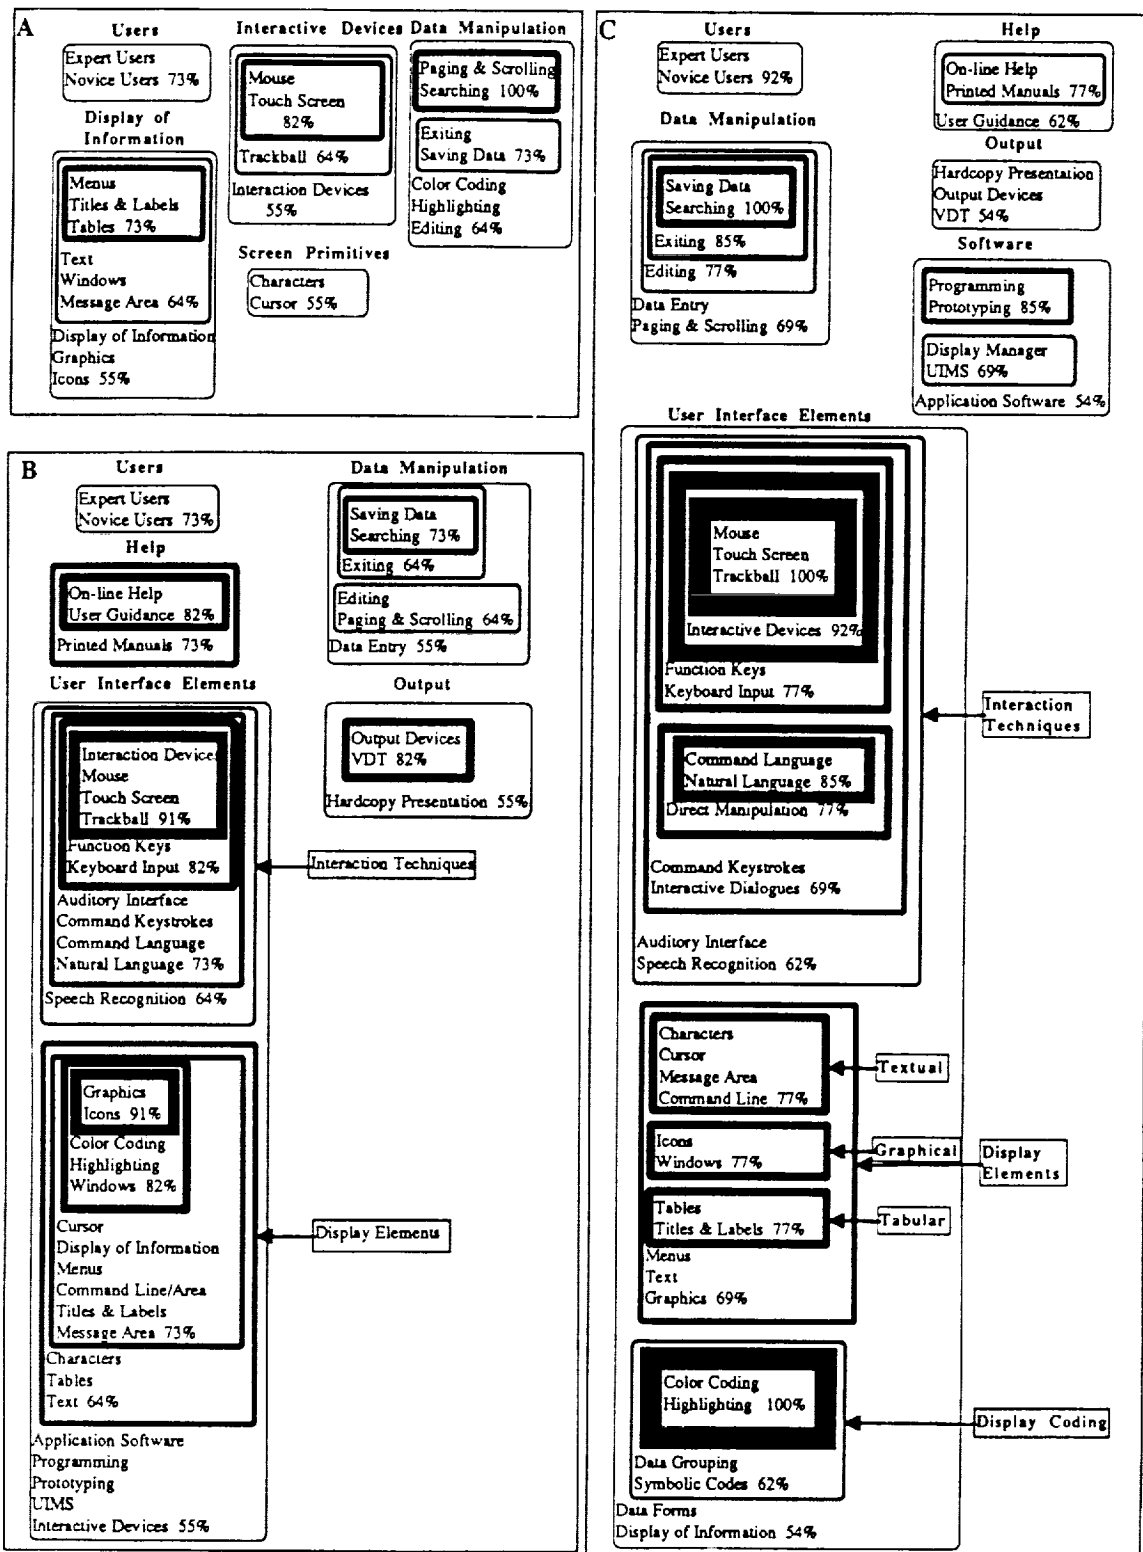 A
Users
Expert Users
Novice Users 73%
Display of
Information
Menus
Titles & Labels
Tables 73%
Text
Windows
Message Area 64%
Display of Information
Graphics
Icons 55%
Interactive Devices
Mouse
Touch Screen
82%
Trackball 64%
Interaction Devices
55%
Screen Primitives
Characters
Cursor 55%
Data Manipulation
Paging & Scrolling
Searching 100%
Exiting
Saving Data 73%
Color Coding
Highlighting
Editing 64%
B
Users
Expert Users
Novice Users 73%
Help
On-line Help
User Guidance 82%
Printed Manuals 73%
User Interface Elements
Interaction Devices
Mouse
Touch Screen
Trackball 91%
Function Keys
Keyboard Input 82%
Auditory Interface
Command Keystrokes
Command Language
Natural Language 73%
Speech Recognition 64%
Interaction Techniques
Graphics
Icons 91%
Color Coding
Highlighting
Windows 82%
Cursor
Display of Information
Menus
Command Line/Area
Titles & Labels
Message Area 73%
Characters
Tables
Text 64%
Display Elements
Application Software
Programming
Prototyping
UIMS
Interactive Devices 55%
Data Manipulation
Saving Data
Searching 73%
Exiting 64%
Editing
Paging & Scrolling 64%
Data Entry 55%
Output
Output Devices
VDT 82%
Hardcopy Presentation 55%
C
Users
Expert Users
Novice Users 92%
Data Manipulation
Saving Data
Searching 100%
Exiting 85%
Editing 77%
Data Entry
Paging & Scrolling 69%
Help
On-line Help
Printed Manuals 77%
User Guidance 62%
Output
Hardcopy Presentation
Output Devices
VDT 54%
Software
Programming
Prototyping 85%
Display Manager
UIMS 69%
Application Software 54%
User Interface Elements
Mouse
Touch Screen
Trackball 100%
Interactive Devices 92%
Function Keys
Keyboard Input 77%
Command Language
Natural Language 85%
Direct Manipulation 77%
Command Keystrokes
Interactive Dialogues 69%
Auditory Interface
Speech Recognition 62%
Interaction
Techniques
Characters
Cursor
Message Area
Command Line 77%
Textual
Icons
Windows 77%
Graphical
Display
Elements
Tables
Titles & Labels 77%
Tabular
Menus
Text
Graphics 69%
Color Coding
Highlighting 100%
Display Coding
Data Grouping
Symbolic Codes 62%
Data Forms
Display of Information 54%